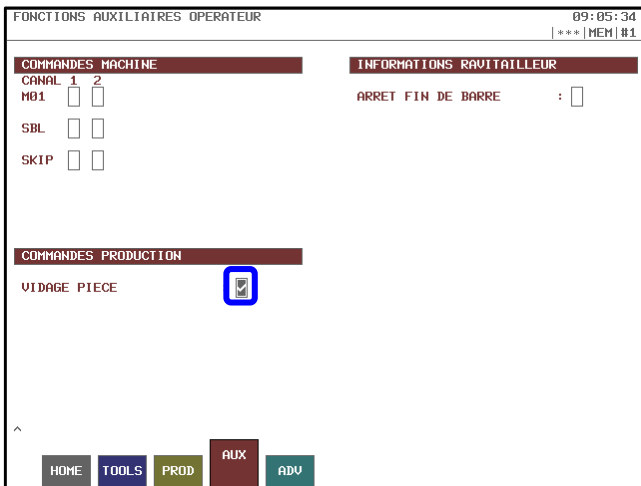 FONCTIONS AUXILIAIRES OPERATEUR 09:05:34
|***|MEM|#1
COMMANDES MACHINE
CANAL 1 2
M01
SBL
SKIP
INFORMATIONS RAVITAILLEUR
ARRET FIN DE BARRE :
COMMANDES PRODUCTION
VIDAGE PIECE
^
HOME TOOLS PROD AUX ADV